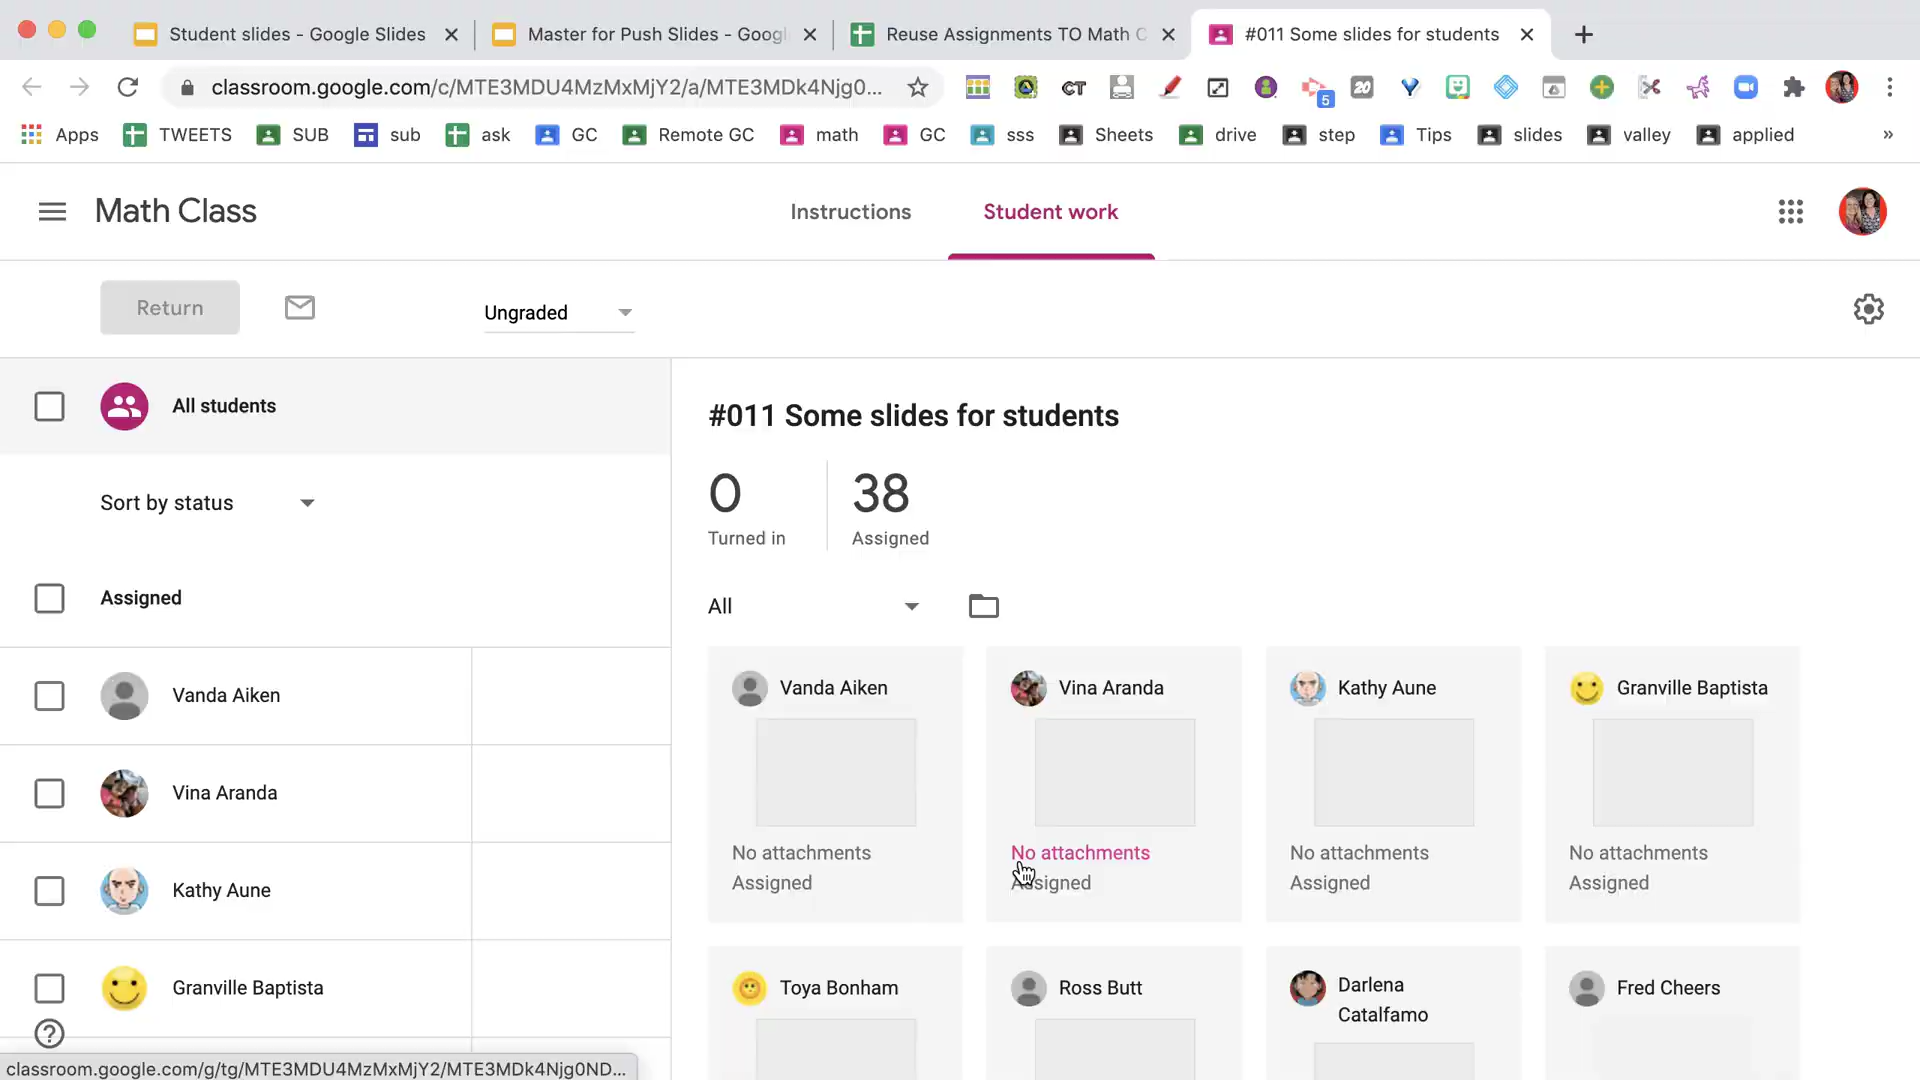 Student slides - Google Slides
Master for Push Slides - Googl
Reuse Assignments TO Math C
#011 Some slides for students
classroom.google.com/c/MTE3MDU4MzMxMjY2/a/MTE3MDk4Njg0...
CT
5
20
Apps
TWEETS
SUB
sub
ask
GC
Remote GC
math
GC
sss
Sheets
drive
step
Tips
slides
valley
applied
»
Math Class
Instructions
Student work
Return
Ungraded
All students
Sort by status
Assigned
Vanda Aiken
Vina Aranda
Kathy Aune
Granville Baptista
#011 Some slides for students
0
Turned in
38
Assigned
All
Vanda Aiken
No attachments
Assigned
Vina Aranda
No attachments
Assigned
Kathy Aune
No attachments
Assigned
Granville Baptista
No attachments
Assigned
Toya Bonham
Ross Butt
Darlena
Catalfamo
Fred Cheers
classroom.google.com/g/tg/MTE3MDU4MzMxMjY2/MTE3MDk4Njg0ND...